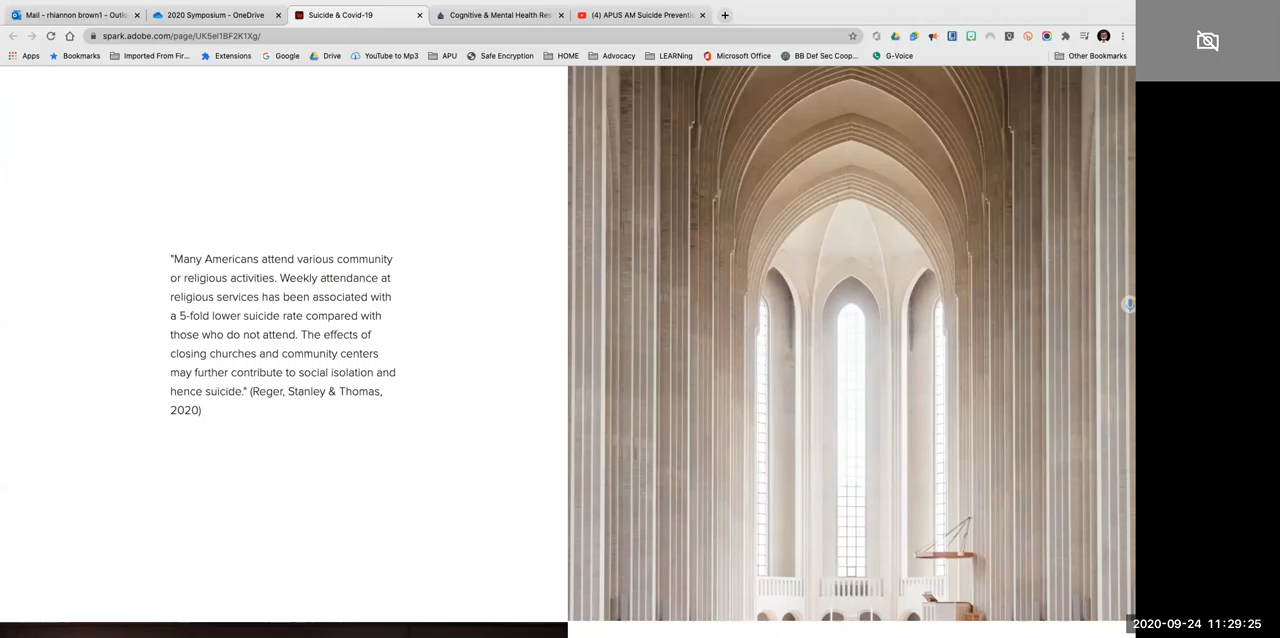 Mail - rhiannon brown1 - Outlo
2020 Symposium - OneDrive
Suicide & Covid-19
Cognitive & Mental Health Res
(4) APUS AM Suicide Preventi
spark.adobe.com/page/UK5eI1BF2K1Xg/
Apps
Bookmarks
Imported From Fir...
Extensions
Google
Drive
YouTube to Mp3
APU
Safe Encryption
HOME
Advocacy
LEARNing
Microsoft Office
BB Def Sec Coop...
G-Voice
Other Bookmarks
"Many Americans attend various community
or religious activities. Weekly attendance at
religious services has been associated with
a 5-fold lower suicide rate compared with
those who do not attend. The effects of
closing churches and community centers
may further contribute to social isolation and
hence suicide." (Reger, Stanley & Thomas,
2020)
2020-09-24 11:29:25